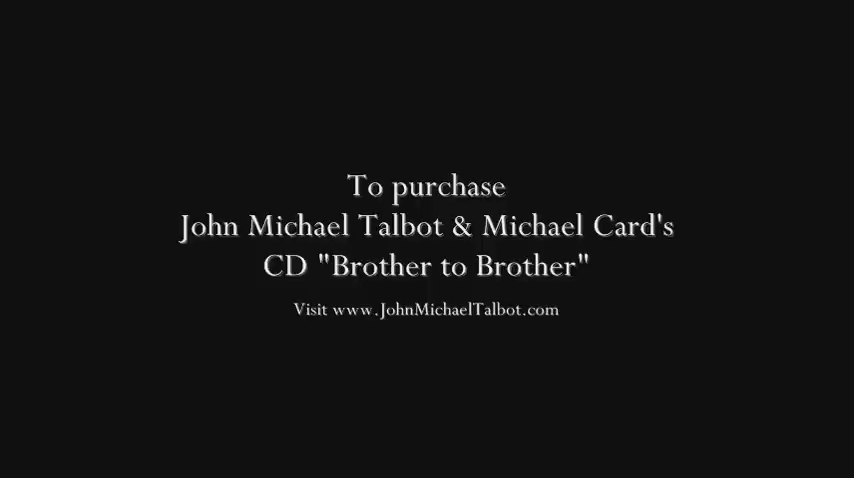 To purchase
John Michael Talbot & Michael Card's
CD "Brother to Brother"
Visit www.JohnMichaelTalbot.com